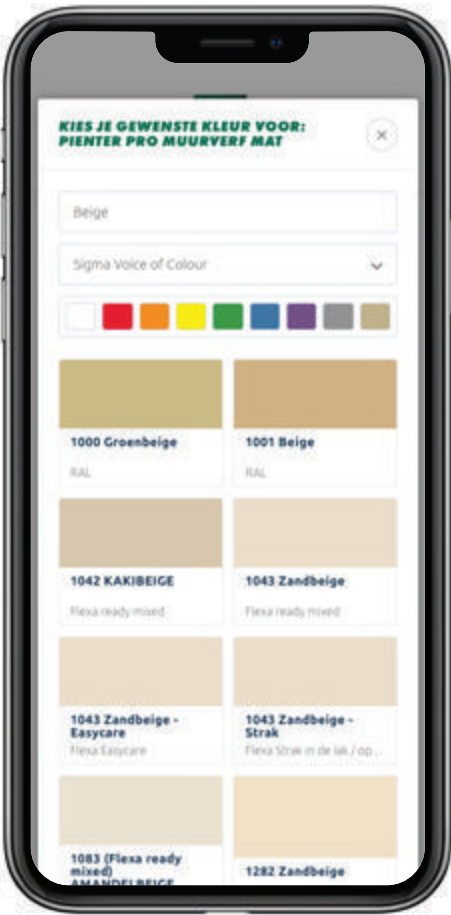 KIES JE GEWENSTE KLEUR VOOR:
PIENTER PRO MUURVERF MAT
Beige
Sigma Voice of Colour
1000 Groenbeige
RAL
1001 Beige
RAL
1042 KAKIBEIGE
Flexa ready mixed
1043 Zandbeige
Flexa ready mixed
1043 Zandbeige -
Easycare
Flexa Easycare
1043 Zandbeige -
Strak
Flexa Strak in de lak / op ...
1083 (Flexa ready
mixed)
AMANDELBEIGE
1282 Zandbeige